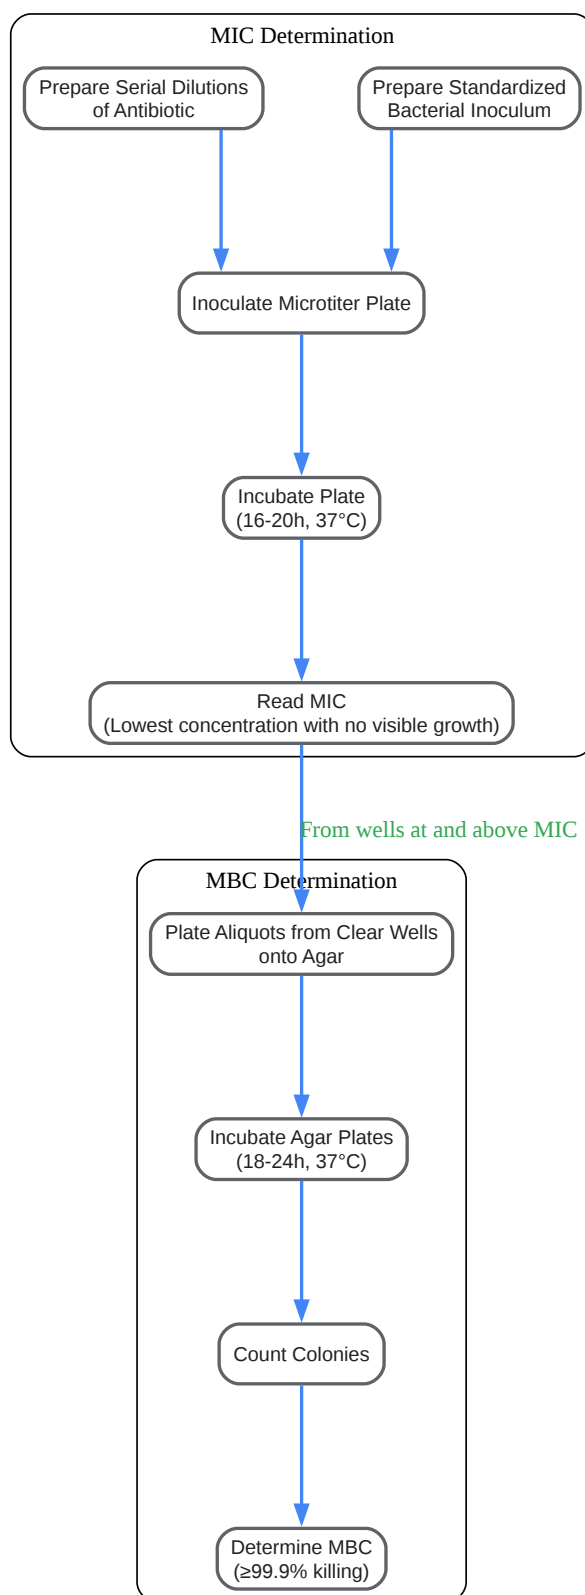 MIC Determination
Prepare Serial Dilutions
of Antibiotic
Prepare Standardized
Bacterial Inoculum
Inoculate Microtiter Plate
Incubate Plate
(16-20h, 37°C)
Read MIC
(Lowest concentration with no visible growth)
From wells at and above MIC
MBC Determination
Plate Aliquots from Clear Wells
onto Agar
Incubate Agar Plates
(18-24h, 37°C)
Count Colonies
Determine MBC
(≥99.9% killing)